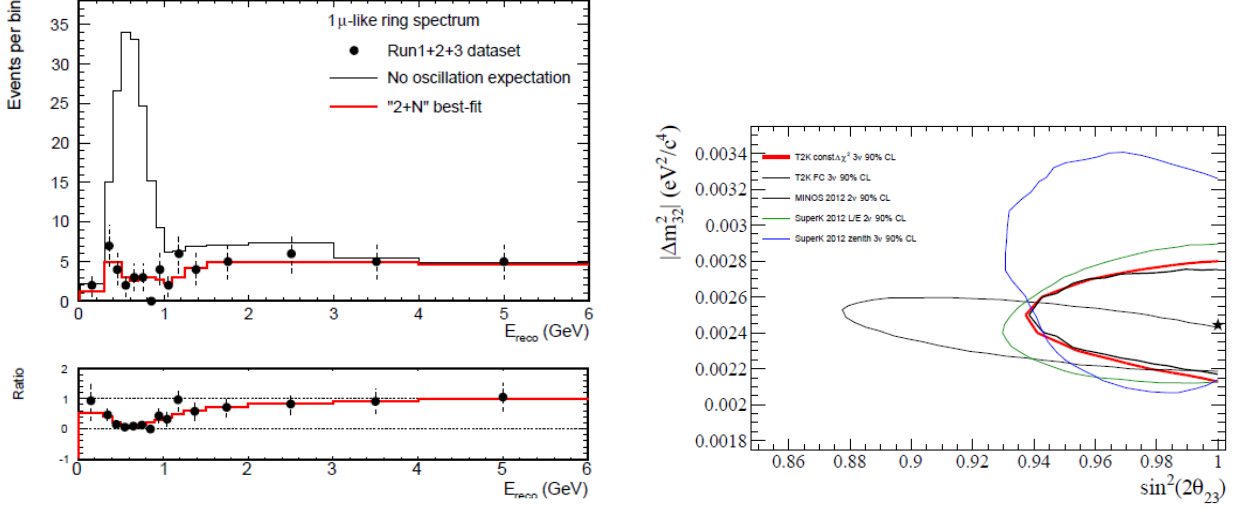 Events per bin
35
30
25
20
15
10
5
0
1μ-like ring spectrum
Run1+2+3 dataset
No oscillation expectation
"2+N" best-fit
0 1 2 3 4 5 6
E_reco (GeV)
Ratio
2
1
0
-1
0 1 2 3 4 5 6
E_reco (GeV)
|Δm²₃₂| (eV²/c⁴)
0.0034
0.0032
0.003
0.0028
0.0026
0.0024
0.0022
0.002
0.0018
T2K constΔχ² 3ν 90% CL
T2K FC 3ν 90% CL
MINOS 2012 2ν 90% CL
SuperK 2012 L/E 2ν 90% CL
SuperK 2012 zenith 3ν 90% CL
0.86 0.88 0.9 0.92 0.94 0.96 0.98 1
sin²(2θ₂₃)